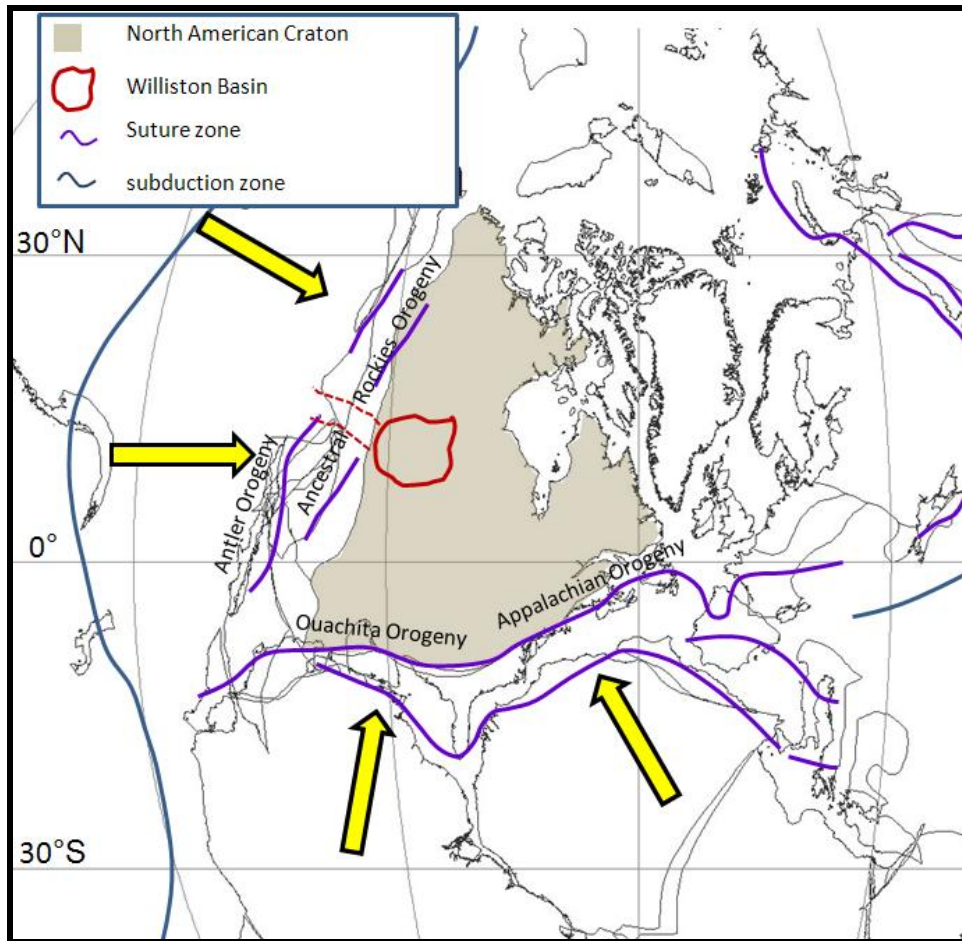 North American Craton
Williston Basin
Suture zone
subduction zone
30°N
Ancestral Rockies Orogeny
Antler Orogeny
0°
Appalachian Orogeny
Ouachita Orogeny
30°S